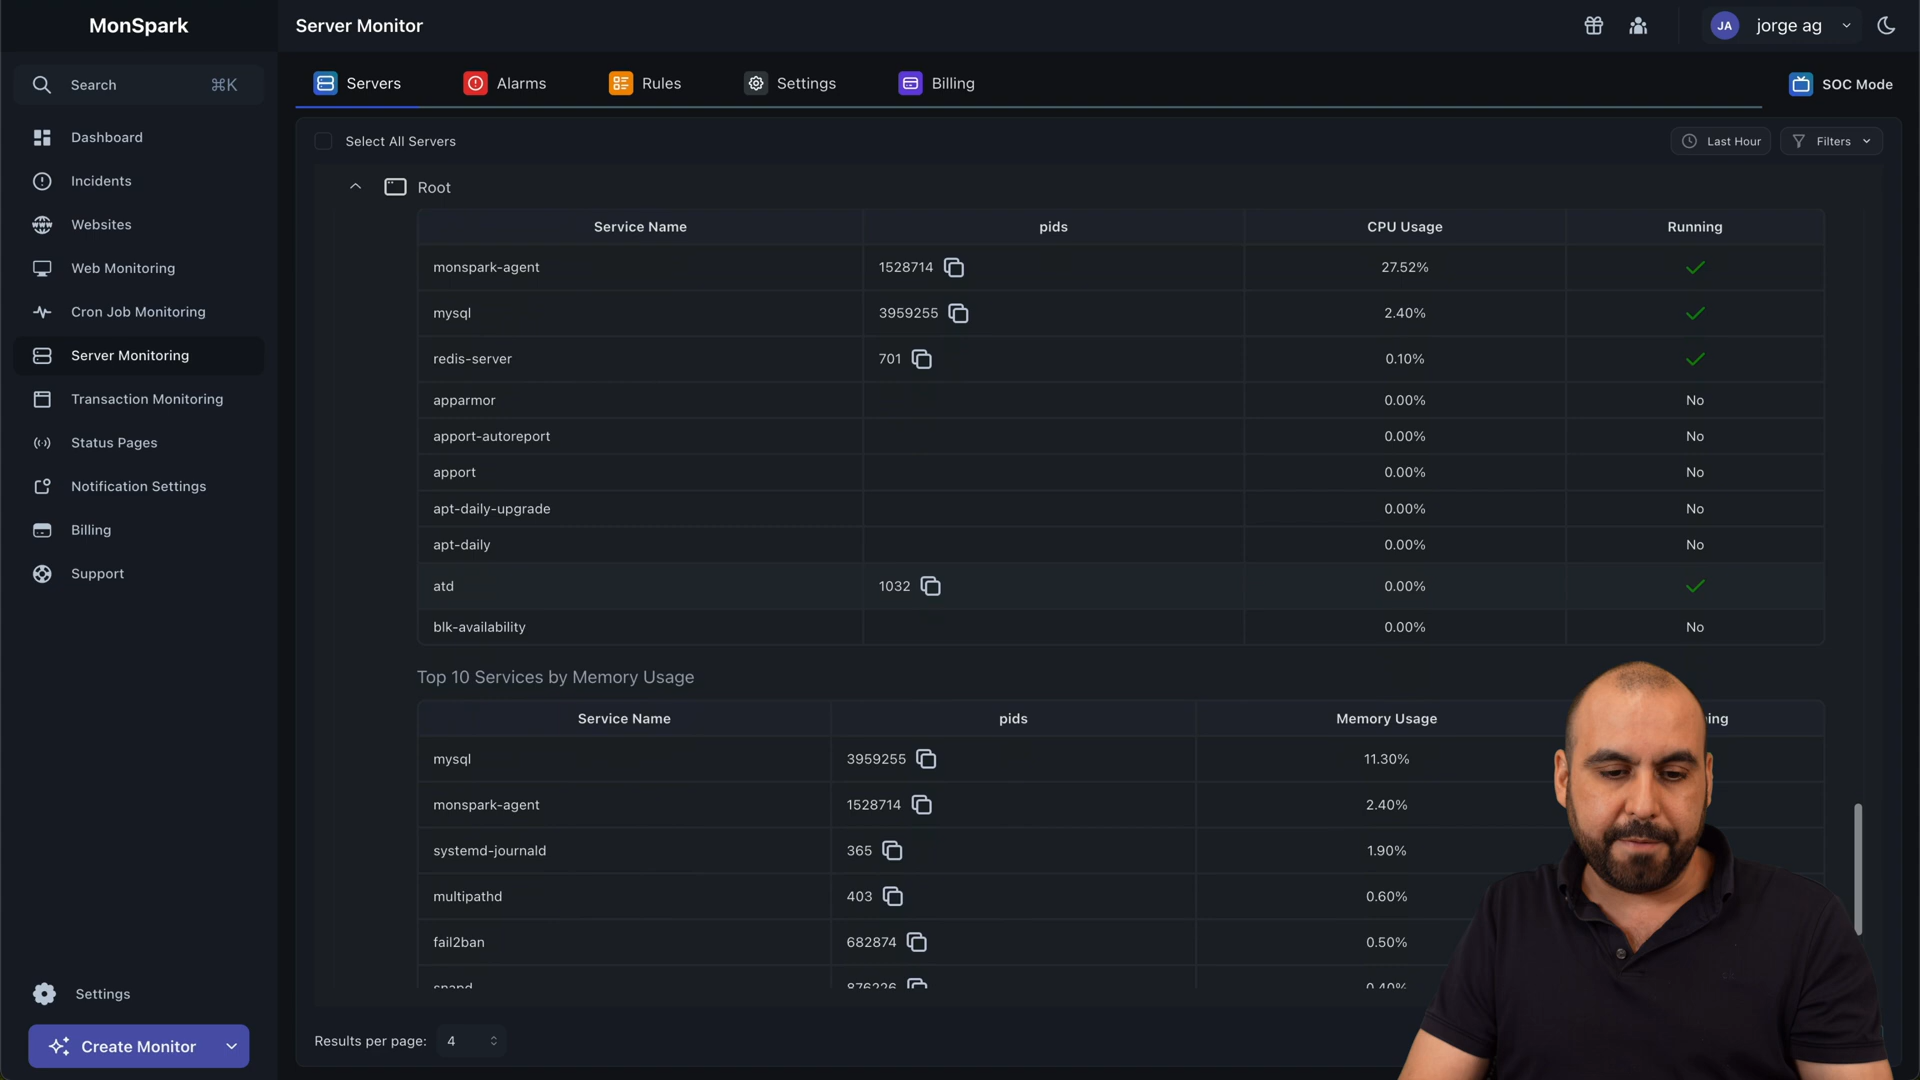 MonSpark
Server Monitor
JA jorge ag
Search ⌘K
Servers Alarms Rules Settings Billing SOC Mode
Dashboard
Incidents
Websites
Web Monitoring
Cron Job Monitoring
Server Monitoring
Transaction Monitoring
Status Pages
Notification Settings
Billing
Support
Settings
Create Monitor
Select All Servers Last Hour Filters
Root
Service Name pids CPU Usage Running
monspark-agent 1528714 27.52%
mysql 3959255 2.40%
redis-server 701 0.10%
apparmor 0.00% No
apport-autoreport 0.00% No
apport 0.00% No
apt-daily-upgrade 0.00% No
apt-daily 0.00% No
atd 1032 0.00%
blk-availability 0.00% No
Top 10 Services by Memory Usage
Service Name pids Memory Usage ing
mysql 3959255 11.30%
monspark-agent 1528714 2.40%
systemd-journald 365 1.90%
multipathd 403 0.60%
fail2ban 682874 0.50%
snapd 876226 0.40%
Results per page: 4